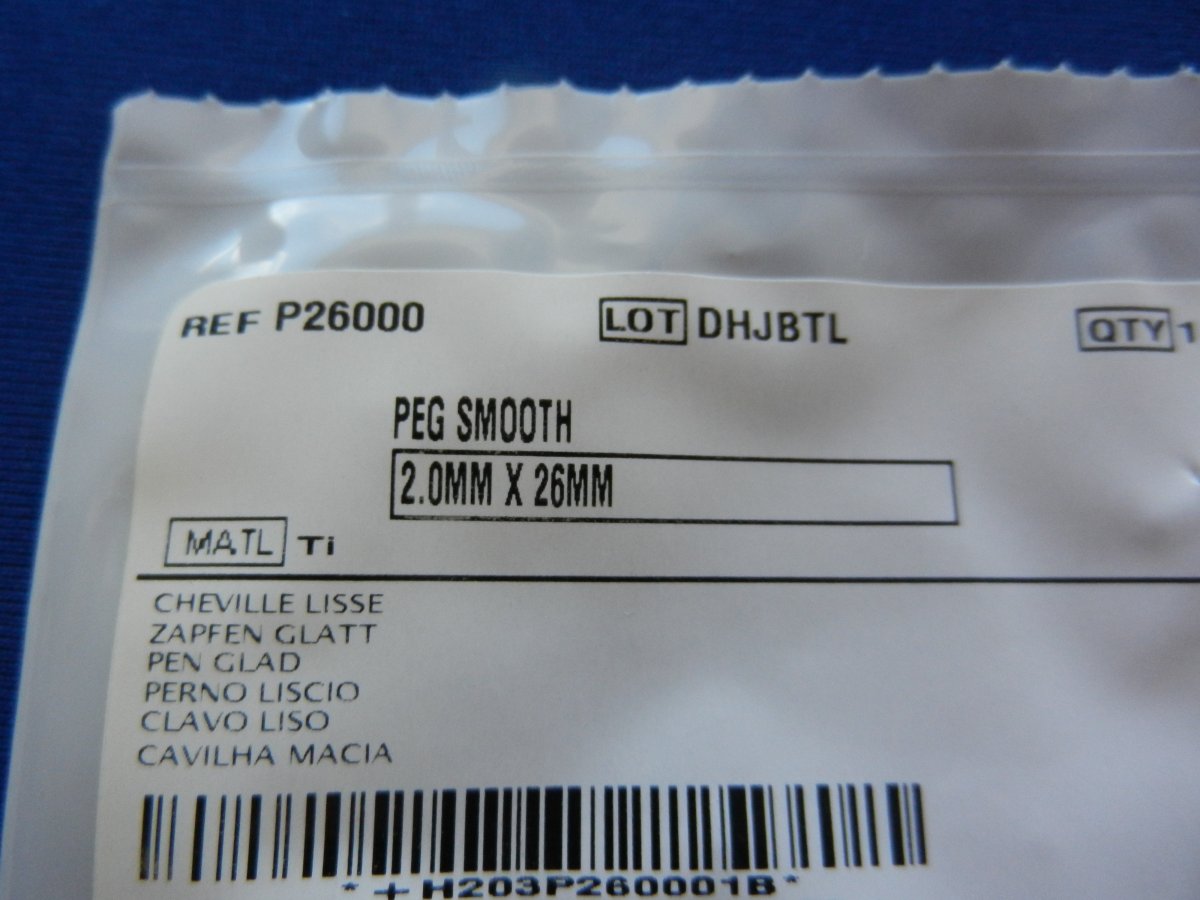 REF P26000 LOT DHJBTL QTY 1
PEG SMOOTH
2.0MM X 26MM
MATL Ti
CHEVILLE LISSE
ZAPFEN GLATT
PEN GLAD
PERNO LISCIO
CLAVO LISO
CAVILHA MACIA
*+H203P260001B*